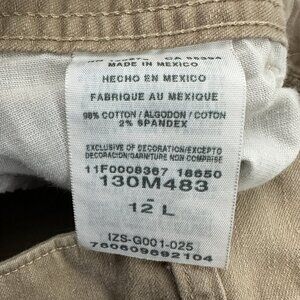 MADE IN MEXICO
HECHO EN MEXICO
FABRIQUE AU MEXIQUE
98% COTTON / ALGODON / COTON
2% SPANDEX
EXCLUSIVE OF DECORATION/EXCEPTO
DECORACION/GARNITURE NON COMPRISE
11F0008367 18650
130M483
-
12 L
IZS-G001-025
760609692104